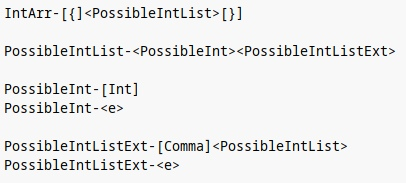 IntArr-[{]<PossibleIntList>[}]
PossibleIntList-<PossibleInt><PossibleIntListExt>
PossibleInt-[Int]
PossibleInt-<e>
PossibleIntListExt-[Comma]<PossibleIntList>
PossibleIntListExt-<e>